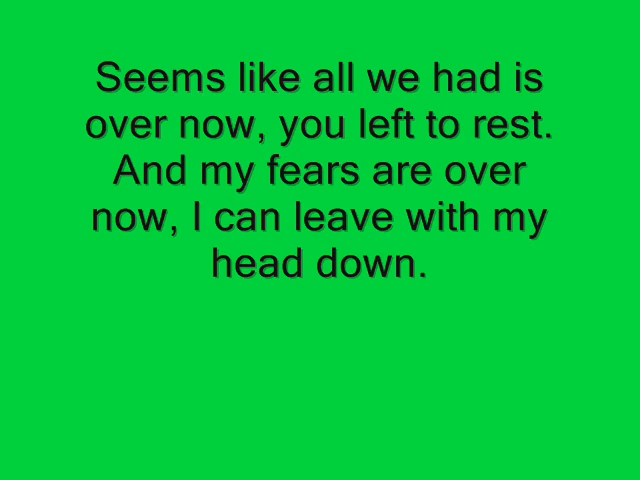 Seems like all we had is
over now, you left to rest.
And my fears are over
now, I can leave with my
head down.